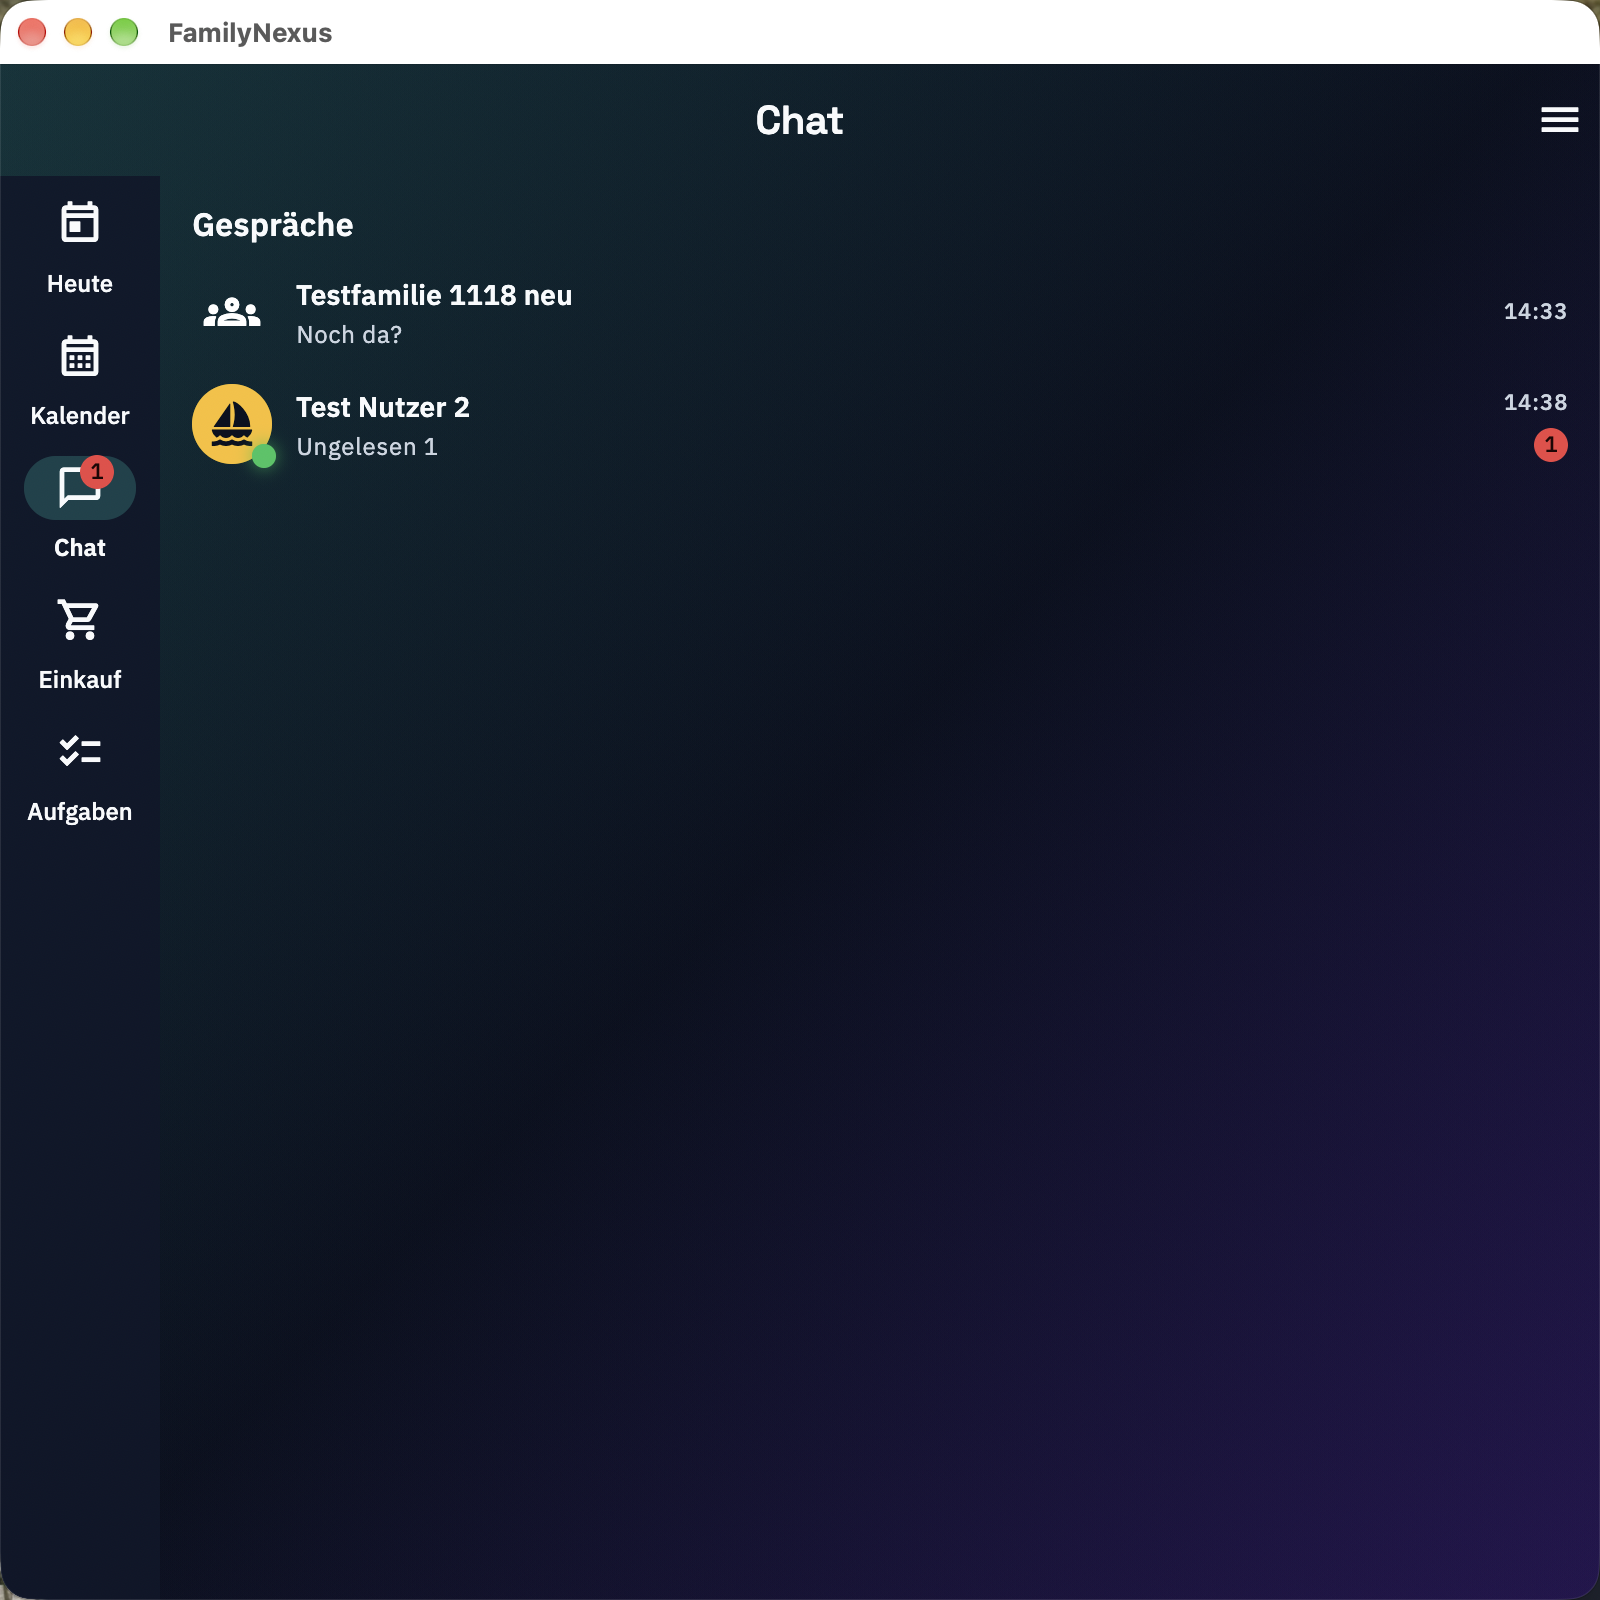 FamilyNexus
Chat
Heute
Kalender
1
Chat
Einkauf
Aufgaben
Gespräche
Testfamilie 1118 neu
Noch da?
14:33
Test Nutzer 2
Ungelesen 1
14:38
1